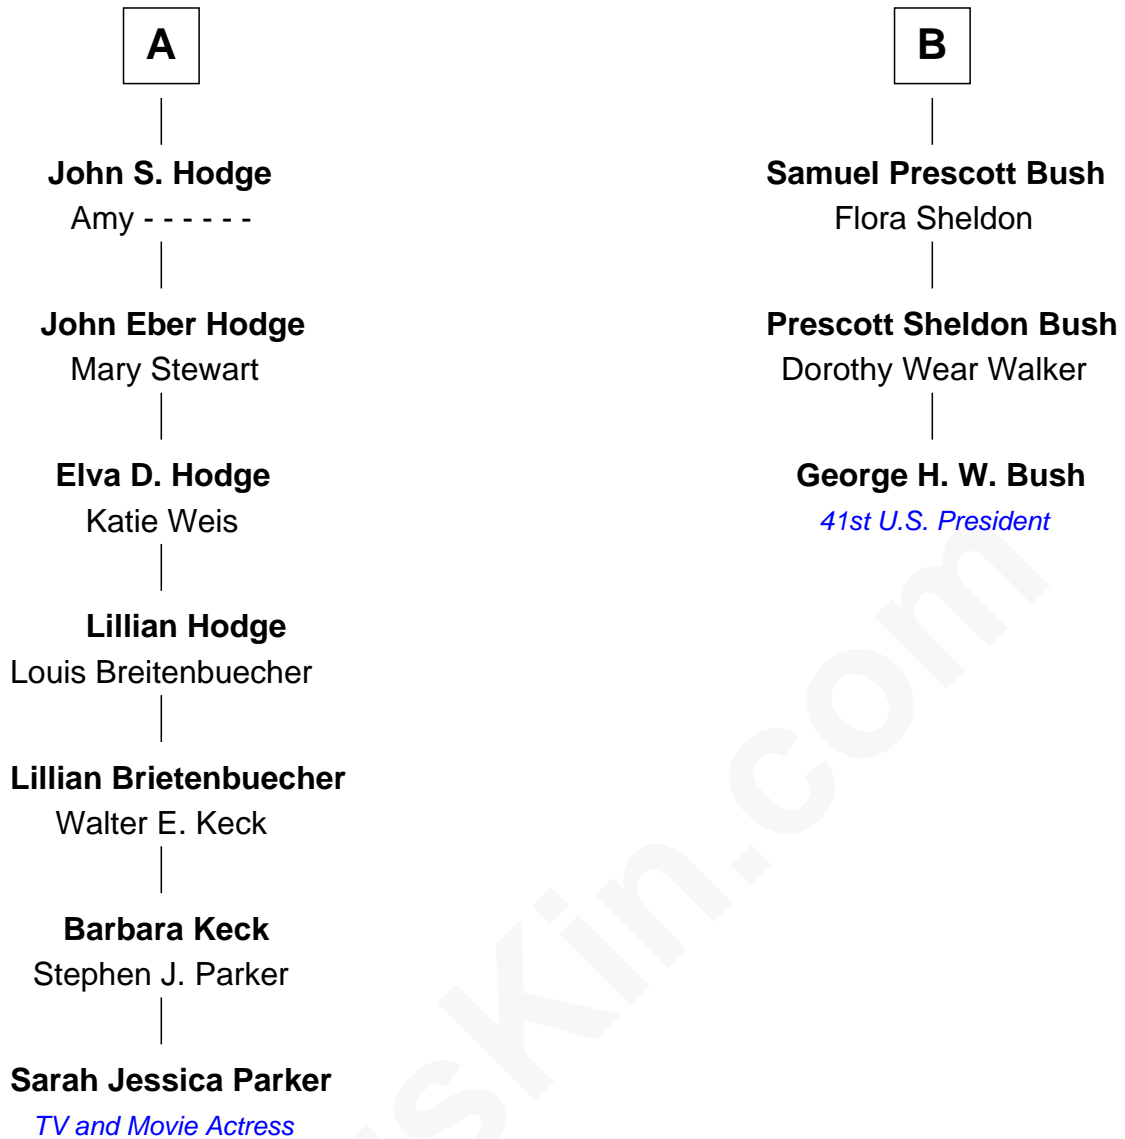 A
John S. Hodge
Amy - - - - - -
John Eber Hodge
Mary Stewart
Elva D. Hodge
Katie Weis
Lillian Hodge
Louis Breitenbuecher
Lillian Brietenbuecher
Walter E. Keck
Barbara Keck
Stephen J. Parker
Sarah Jessica Parker
TV and Movie Actress
B
Samuel Prescott Bush
Flora Sheldon
Prescott Sheldon Bush
Dorothy Wear Walker
George H. W. Bush
41st U.S. President
usKin.com